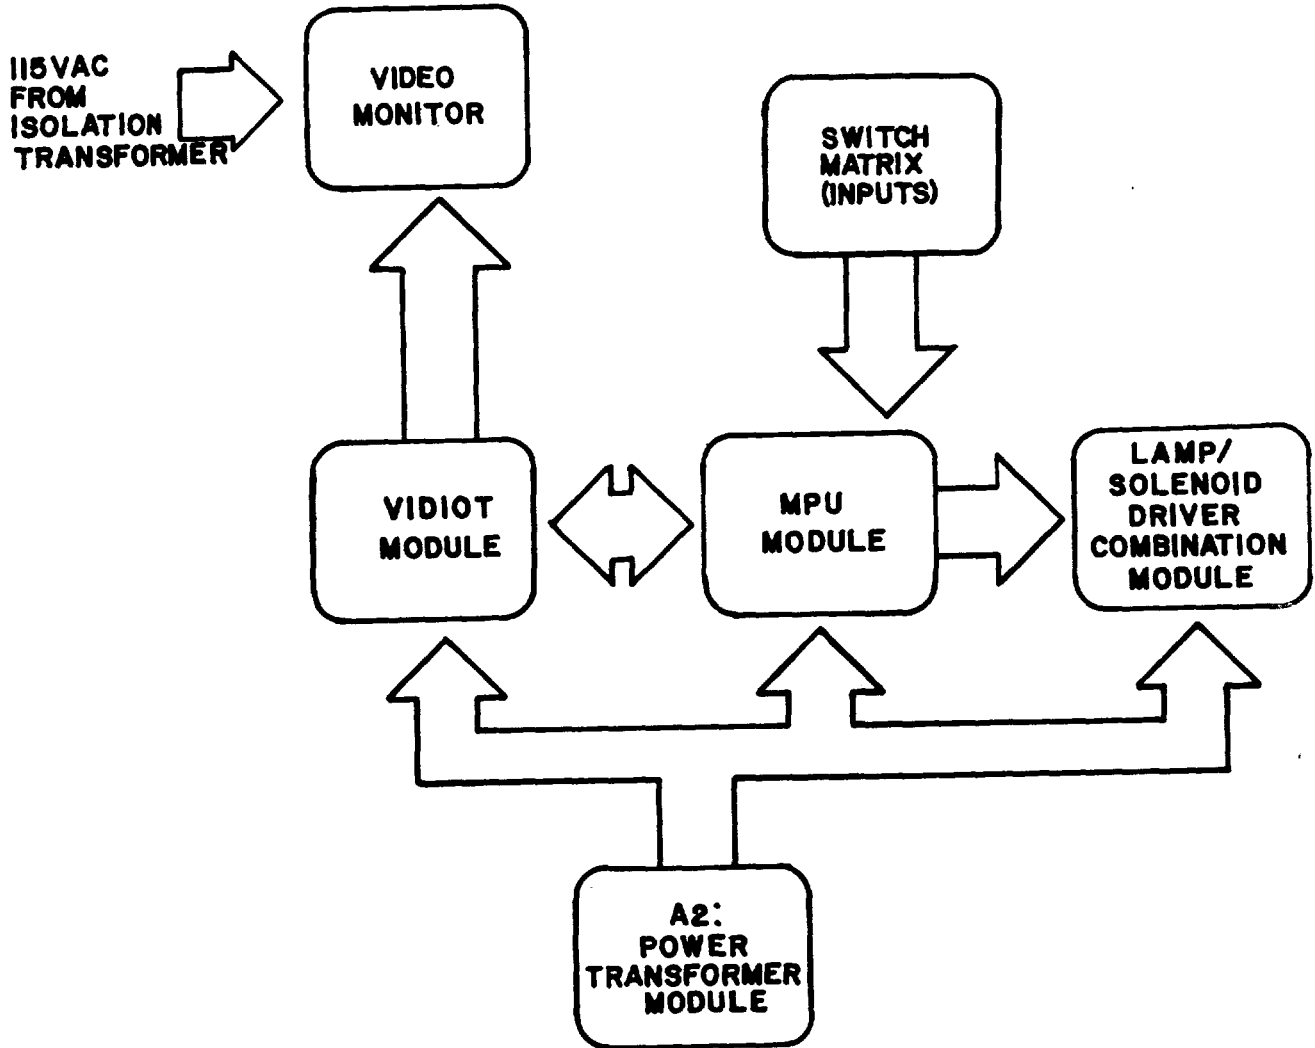 115VAC
FROM
ISOLATION
TRANSFORMER
VIDEO
MONITOR
SWITCH
MATRIX
(INPUTS)
VIDIOT
MODULE
MPU
MODULE
LAMP/
SOLENOID
DRIVER
COMBINATION
MODULE
A2:
POWER
TRANSFORMER
MODULE